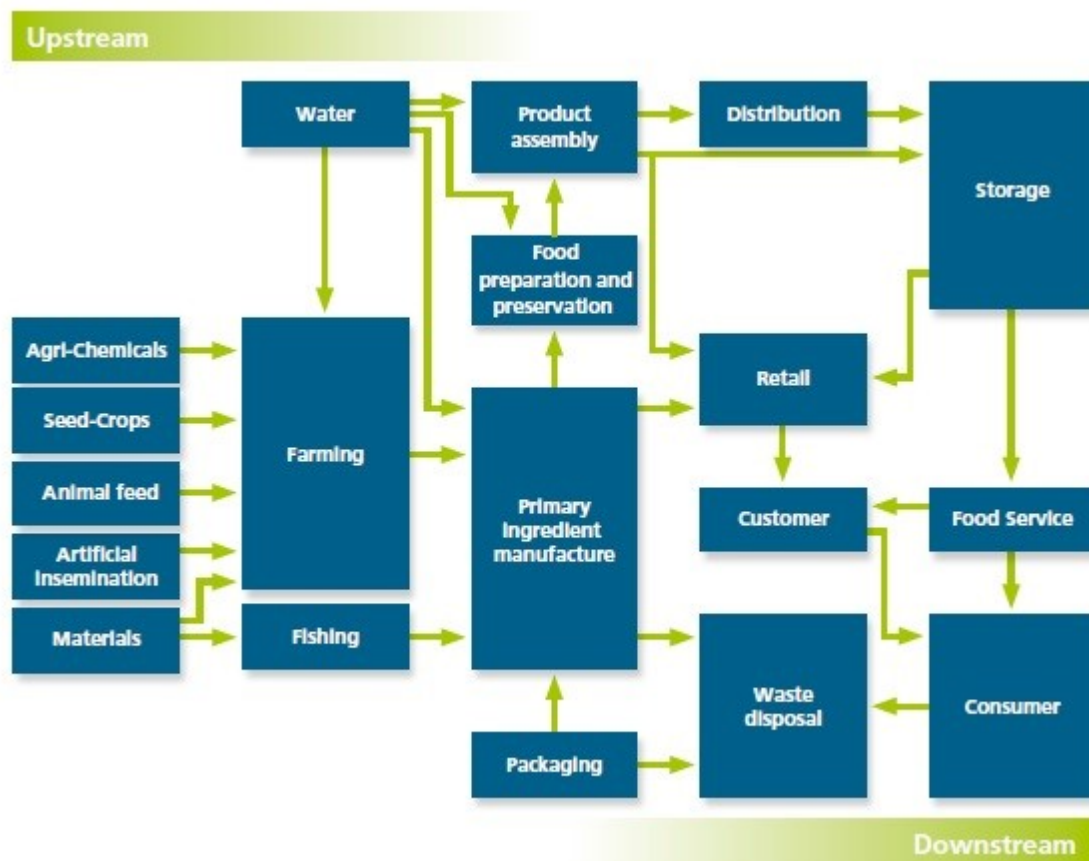 Upstream
Water
Product
assembly
Distribution
Storage
Food
preparation and
preservation
Agri-Chemicals
Seed-Crops
Animal feed
Artificial
insemination
Materials
Farming
Fishing
Primary
ingredient
manufacture
Packaging
Retail
Customer
Food Service
Waste
disposal
Consumer
Downstream